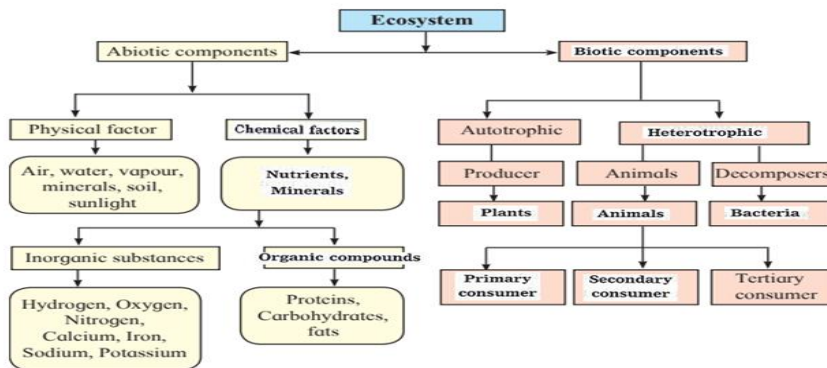 Ecosystem
Abiotic components
Biotic components
Physical factor
Chemical factors
Autotrophic
Heterotrophic
Air, water, vapour,
minerals, soil,
sunlight
Nutrients,
Minerals
Producer
Animals
Decomposers
Plants
Animals
Bacteria
Inorganic substances
Organic compounds
Primary
consumer
Secondary
consumer
Tertiary
consumer
Hydrogen, Oxygen,
Nitrogen,
Calcium, Iron,
Sodium, Potassium
Proteins,
Carbohydrates,
fats